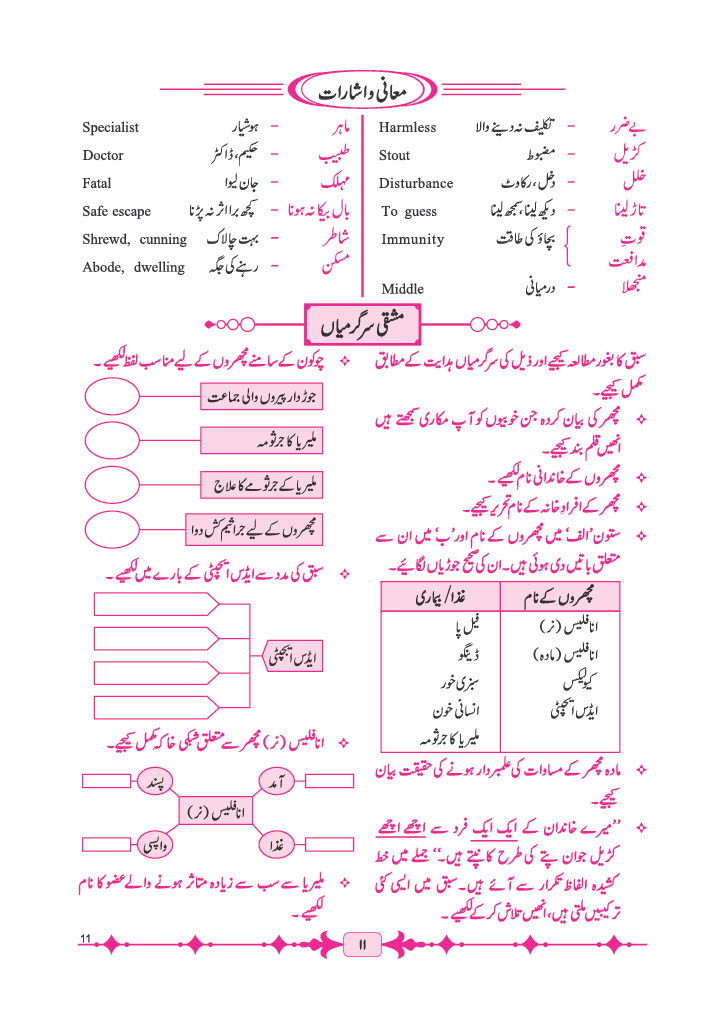 معانی و اشارات
بے ضرر – تکلیف نہ دینے والا Harmless
کڑیل – مضبوط Stout
خلل – دخل، رکاوٹ Disturbance
تاڑ لینا – دیکھ لینا، سمجھ لینا To guess
قوتِ مدافعت – بچاؤ کی طاقت Immunity
منجھلا – درمیانی Middle
ماہر – ہوشیار Specialist
طبیب – حکیم، ڈاکٹر Doctor
مہلک – جان لیوا Fatal
بال بیکا نہ ہونا – کچھ برا اثر نہ پڑنا Safe escape
شاطر – بہت چالاک Shrewd, cunning
مسکن – رہنے کی جگہ Abode, dwelling
مشقی سرگرمیاں
سبق کا بغور مطالعہ کیجیے اور ذیل کی سرگرمیاں ہدایت کے مطابق
مکمل کیجیے۔
مچھر کی بیان کردہ جن خوبیوں کو آپ مکاری سمجھتے ہیں
انھیں قلم بند کیجیے۔
مچھروں کے خاندانی نام لکھیے۔
مچھر کے افرادِ خانہ کے نام تحریر کیجیے۔
ستون ’الف‘ میں مچھروں کے نام اور ’ب‘ میں ان سے
متعلق باتیں دی ہوئی ہیں۔ ان کی صحیح جوڑیاں لگائیے۔
مچھروں کے نام غذا/ بیماری
انافلیس (نر) فیل پا
انافلیس (مادہ) ڈینگو
کیولیکس سبزی خور
ایڈس ایجپٹی انسانی خون
ملیریا کا جرثومہ
مادہ مچھر کے مساوات کی علمبردار ہونے کی حقیقت بیان
کیجیے۔
’’میرے خاندان کے ایک ایک فرد سے اچھے اچھے
کڑیل جوان پتے کی طرح کانپتے ہیں۔‘‘ جملے میں خط
کشیدہ الفاظ تکرار سے آئے ہیں۔ سبق میں ایسی کئی
ترکیبیں ملتی ہیں، انھیں تلاش کر کے لکھیے۔
چوکون کے سامنے مچھروں کے لیے مناسب لفظ لکھیے۔
جوڑ دار پیروں والی جماعت
ملیریا کا جرثومہ
ملیریا کے جرثومے کا علاج
مچھروں کے لیے جراثیم کش دوا
سبق کی مدد سے ایڈس ایجپٹی کے بارے میں لکھیے۔
ایڈس ایجپٹی
انافلیس (نر) مچھر سے متعلق شبکی خاکہ مکمل کیجیے۔
آمد پسند
انافلیس (نر)
غذا واپسی
ملیریا سے سب سے زیادہ متاثر ہونے والے عضو کا نام
لکھیے۔
11
۱۱